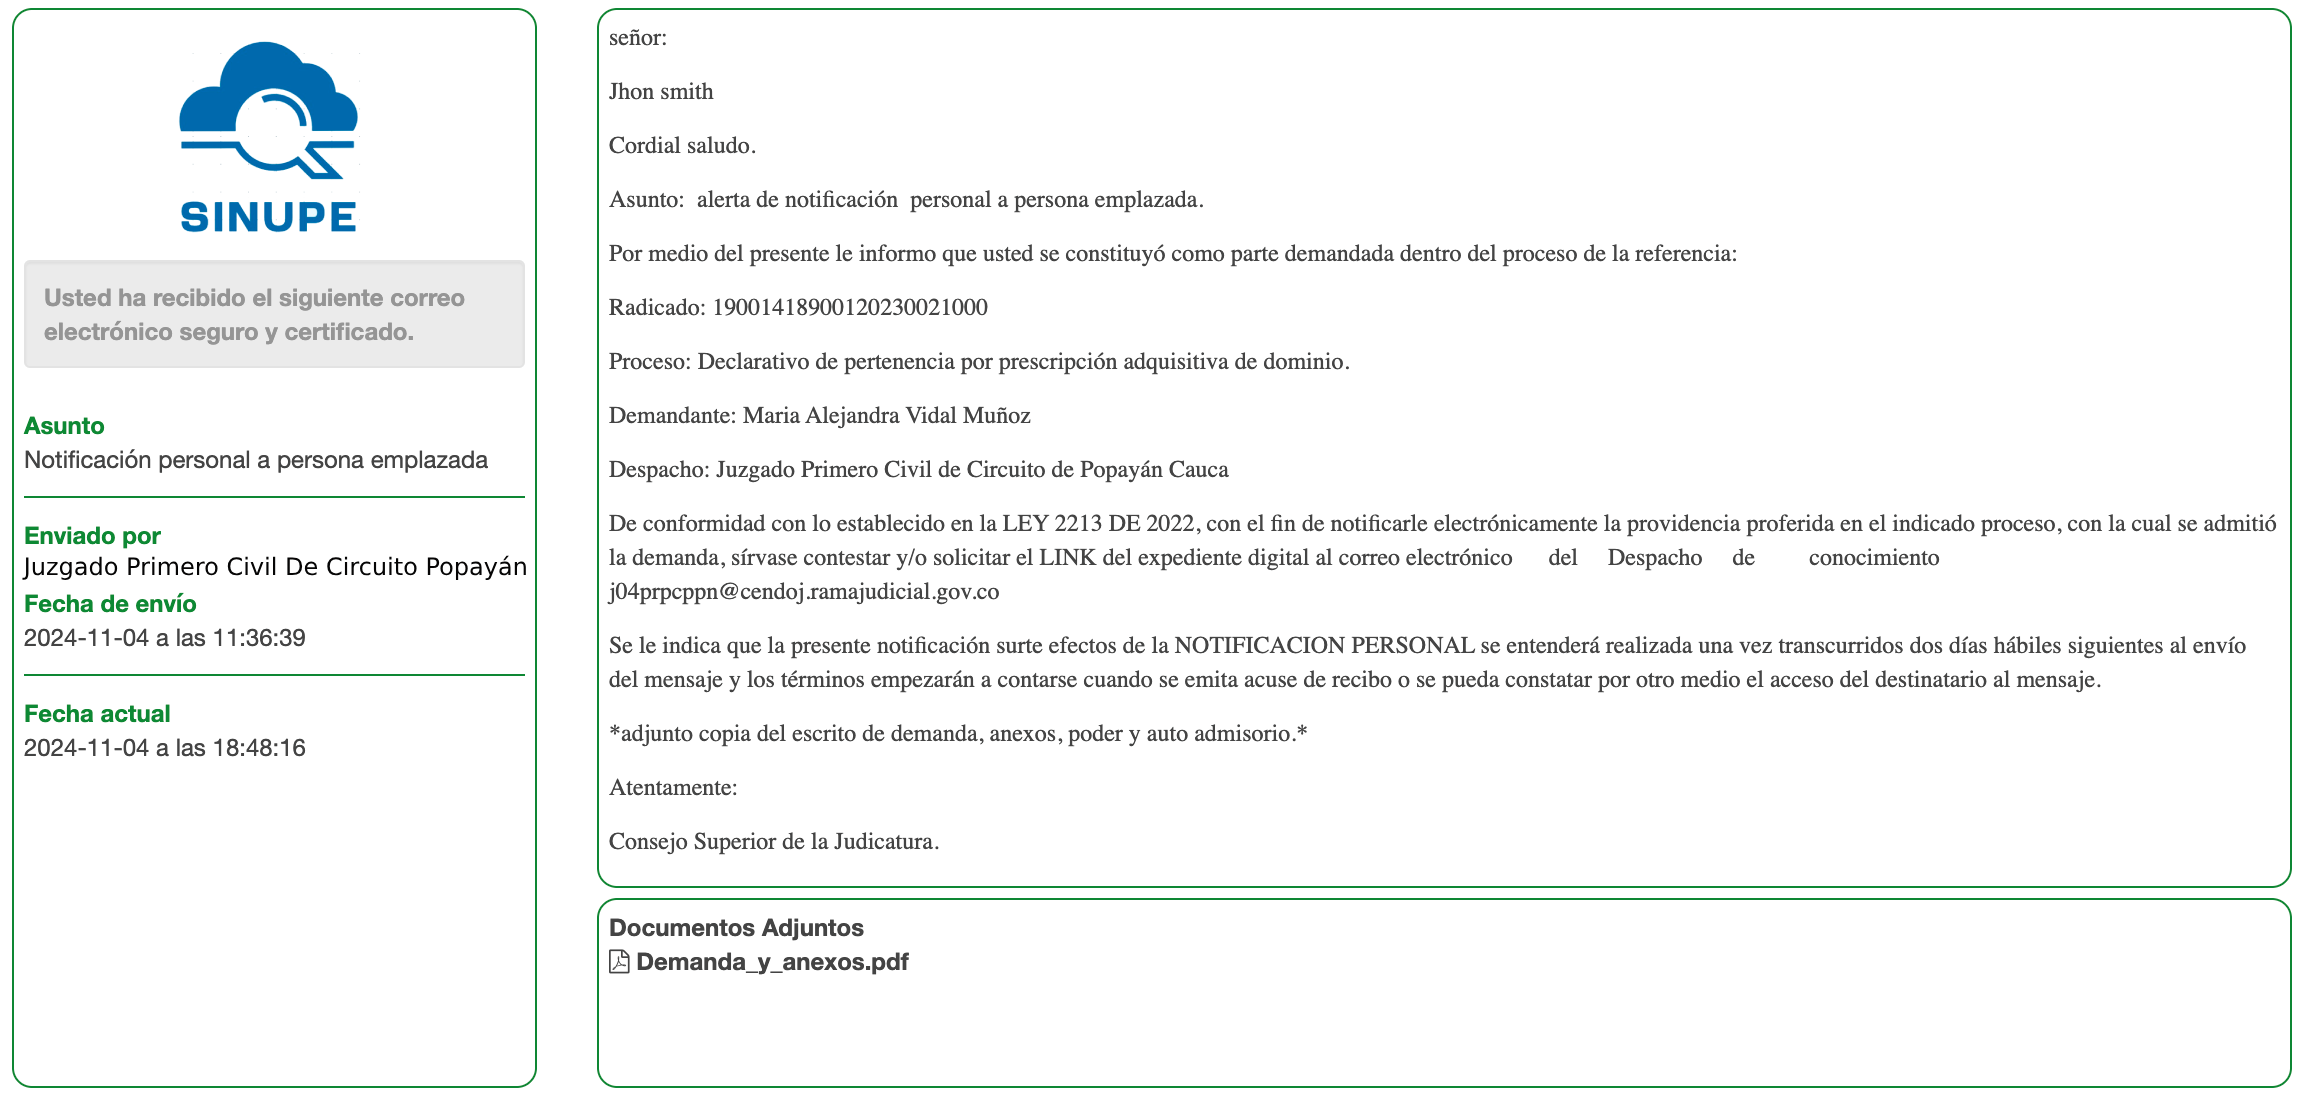 SINUPE
Usted ha recibido el siguiente correo
electrónico seguro y certificado.
Asunto
Notificación personal a persona emplazada
Enviado por
Juzgado Primero Civil De Circuito Popayán
Fecha de envío
2024-11-04 a las 11:36:39
Fecha actual
2024-11-04 a las 18:48:16
señor:
Jhon smith
Cordial saludo.
Asunto: alerta de notificación personal a persona emplazada.
Por medio del presente le informo que usted se constituyó como parte demandada dentro del proceso de la referencia:
Radicado: 19001418900120230021000
Proceso: Declarativo de pertenencia por prescripción adquisitiva de dominio.
Demandante: Maria Alejandra Vidal Muñoz
Despacho: Juzgado Primero Civil de Circuito de Popayán Cauca
De conformidad con lo establecido en la LEY 2213 DE 2022, con el fin de notificarle electrónicamente la providencia proferida en el indicado proceso, con la cual se admitió
la demanda, sírvase contestar y/o solicitar el LINK del expediente digital al correo electrónico del Despacho de conocimiento
j04prpcppn@cendoj.ramajudicial.gov.co
Se le indica que la presente notificación surte efectos de la NOTIFICACION PERSONAL se entenderá realizada una vez transcurridos dos días hábiles siguientes al envío
del mensaje y los términos empezarán a contarse cuando se emita acuse de recibo o se pueda constatar por otro medio el acceso del destinatario al mensaje.
*adjunto copia del escrito de demanda, anexos, poder y auto admisorio.*
Atentamente:
Consejo Superior de la Judicatura.
Documentos Adjuntos
Demanda_y_anexos.pdf